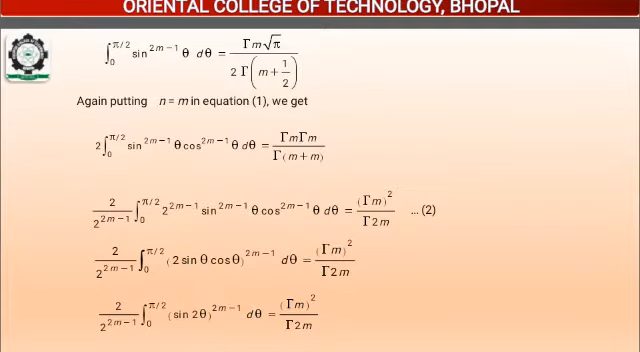 ORIENTAL COLLEGE OF TECHNOLOGY, BHOPAL
∫₀^{π/2} sin^{2m−1} θ dθ = Γm√π / 2 Γ(m + 1/2)
Again putting n = m in equation (1), we get
2∫₀^{π/2} sin^{2m−1} θ cos^{2m−1} θ dθ = ΓmΓm / Γ(m + m)
2/2^{2m−1} ∫₀^{π/2} 2^{2m−1} sin^{2m−1} θ cos^{2m−1} θ dθ = (Γm)² / Γ2m ... (2)
2/2^{2m−1} ∫₀^{π/2} (2 sin θ cos θ)^{2m−1} dθ = (Γm)² / Γ2m
2/2^{2m−1} ∫₀^{π/2} (sin 2θ)^{2m−1} dθ = (Γm)² / Γ2m